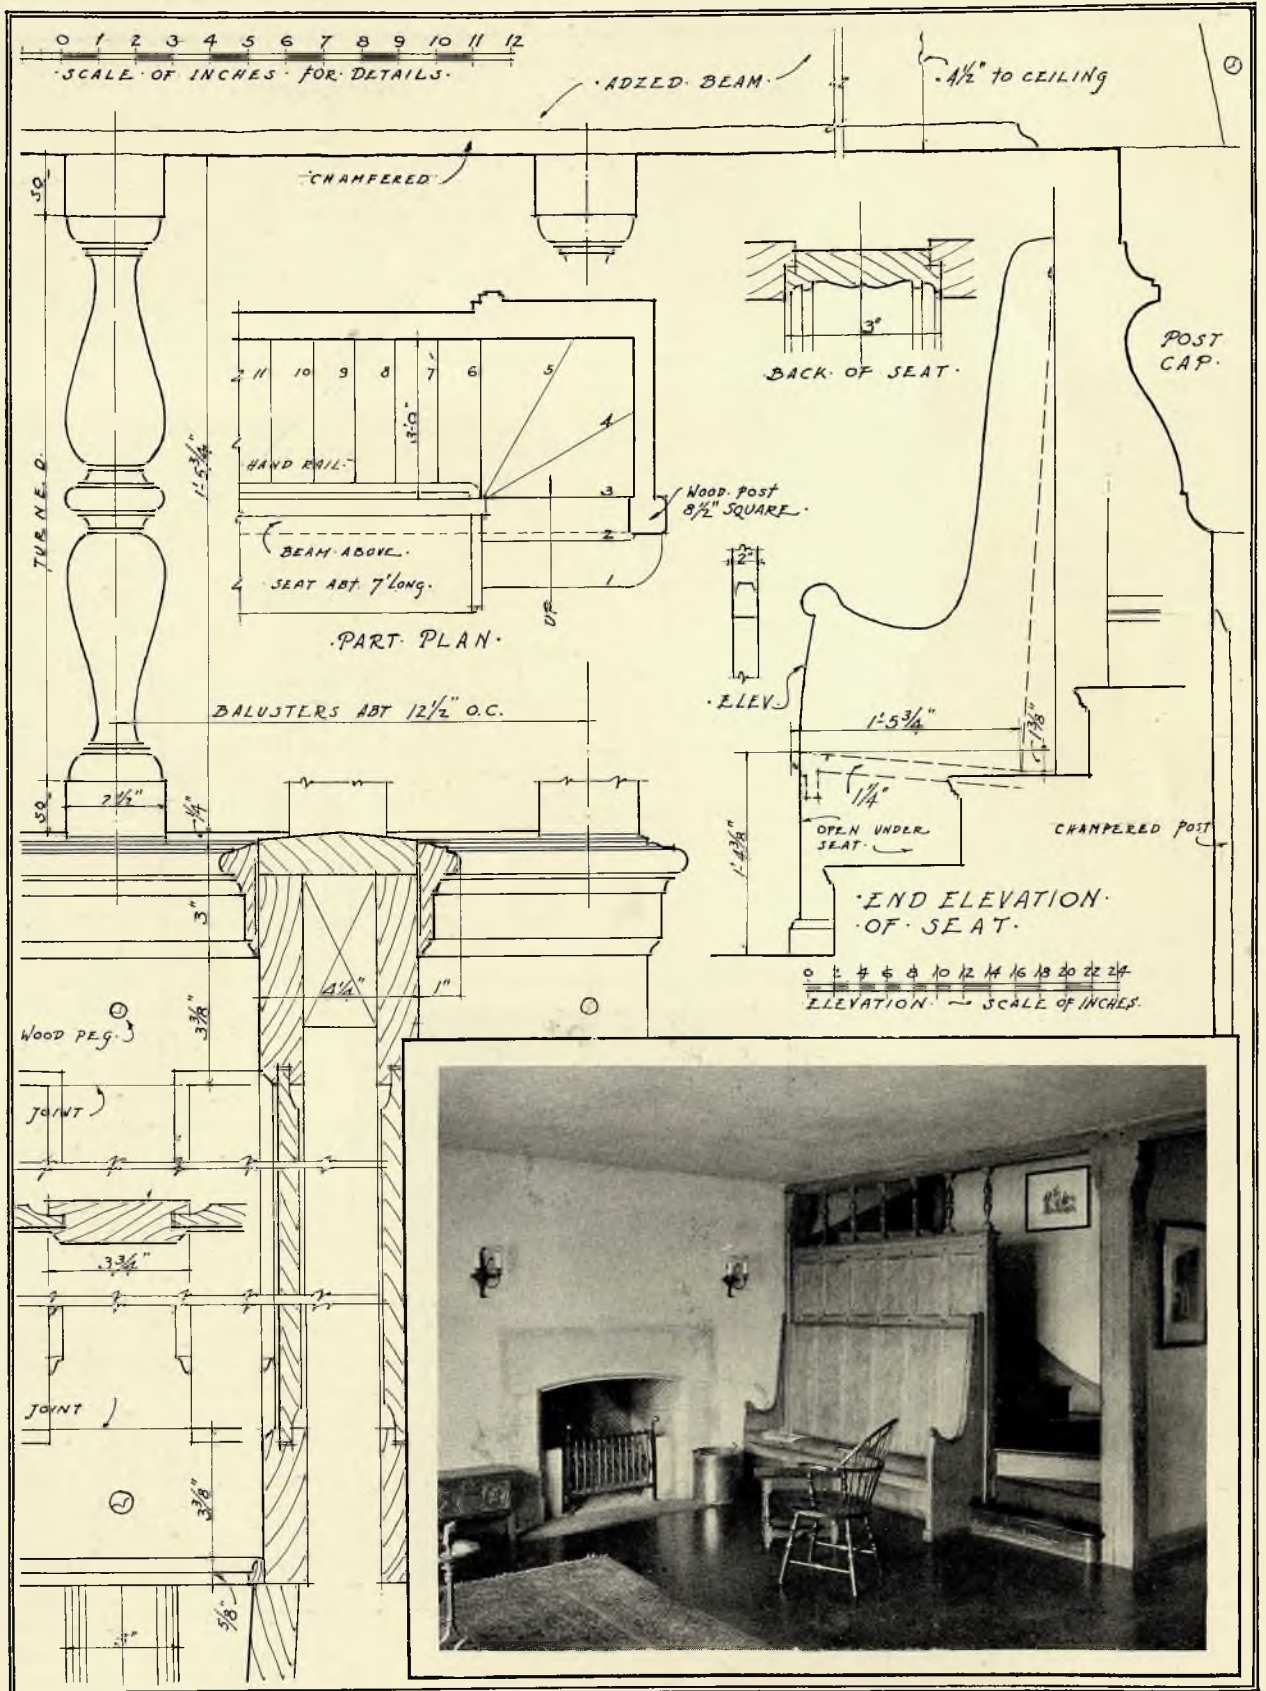 0 1 2 3 4 5 6 7 8 9 10 11 12
·SCALE·OF INCHES·FOR·DETAILS·
·ADZED·BEAM·
·4½" TO CEILING
·CHAMFERED·
SQ.
TURNED.
SQ.
1'-5¾"
11 10 9 8 7 6 5
4
3
2
1
3'-0"
HAND RAIL·
WOOD·POST
8½" SQUARE·
BEAM·ABOVE·
·SEAT ABT. 7' LONG·
UP
·PART·PLAN·
3"
·BACK·OF SEAT·
POST
CAP·
2"
·ELEV.
BALUSTERS ABT 12½" O.C.
2½"
¼"
1'-5¾"
1⅜"
1¼"
OPEN UNDER
SEAT·
1'-4⅜"
CHAMFERED POST
·END ELEVATION·
·OF·SEAT·
0 2 4 6 8 10 12 14 16 18 20 22 24
ELEVATION·~SCALE OF INCHES·
3"
4¼"
1"
3⅜"
WOOD PEG·
JOINT
3¾"
JOINT
3⅜"
5/8"